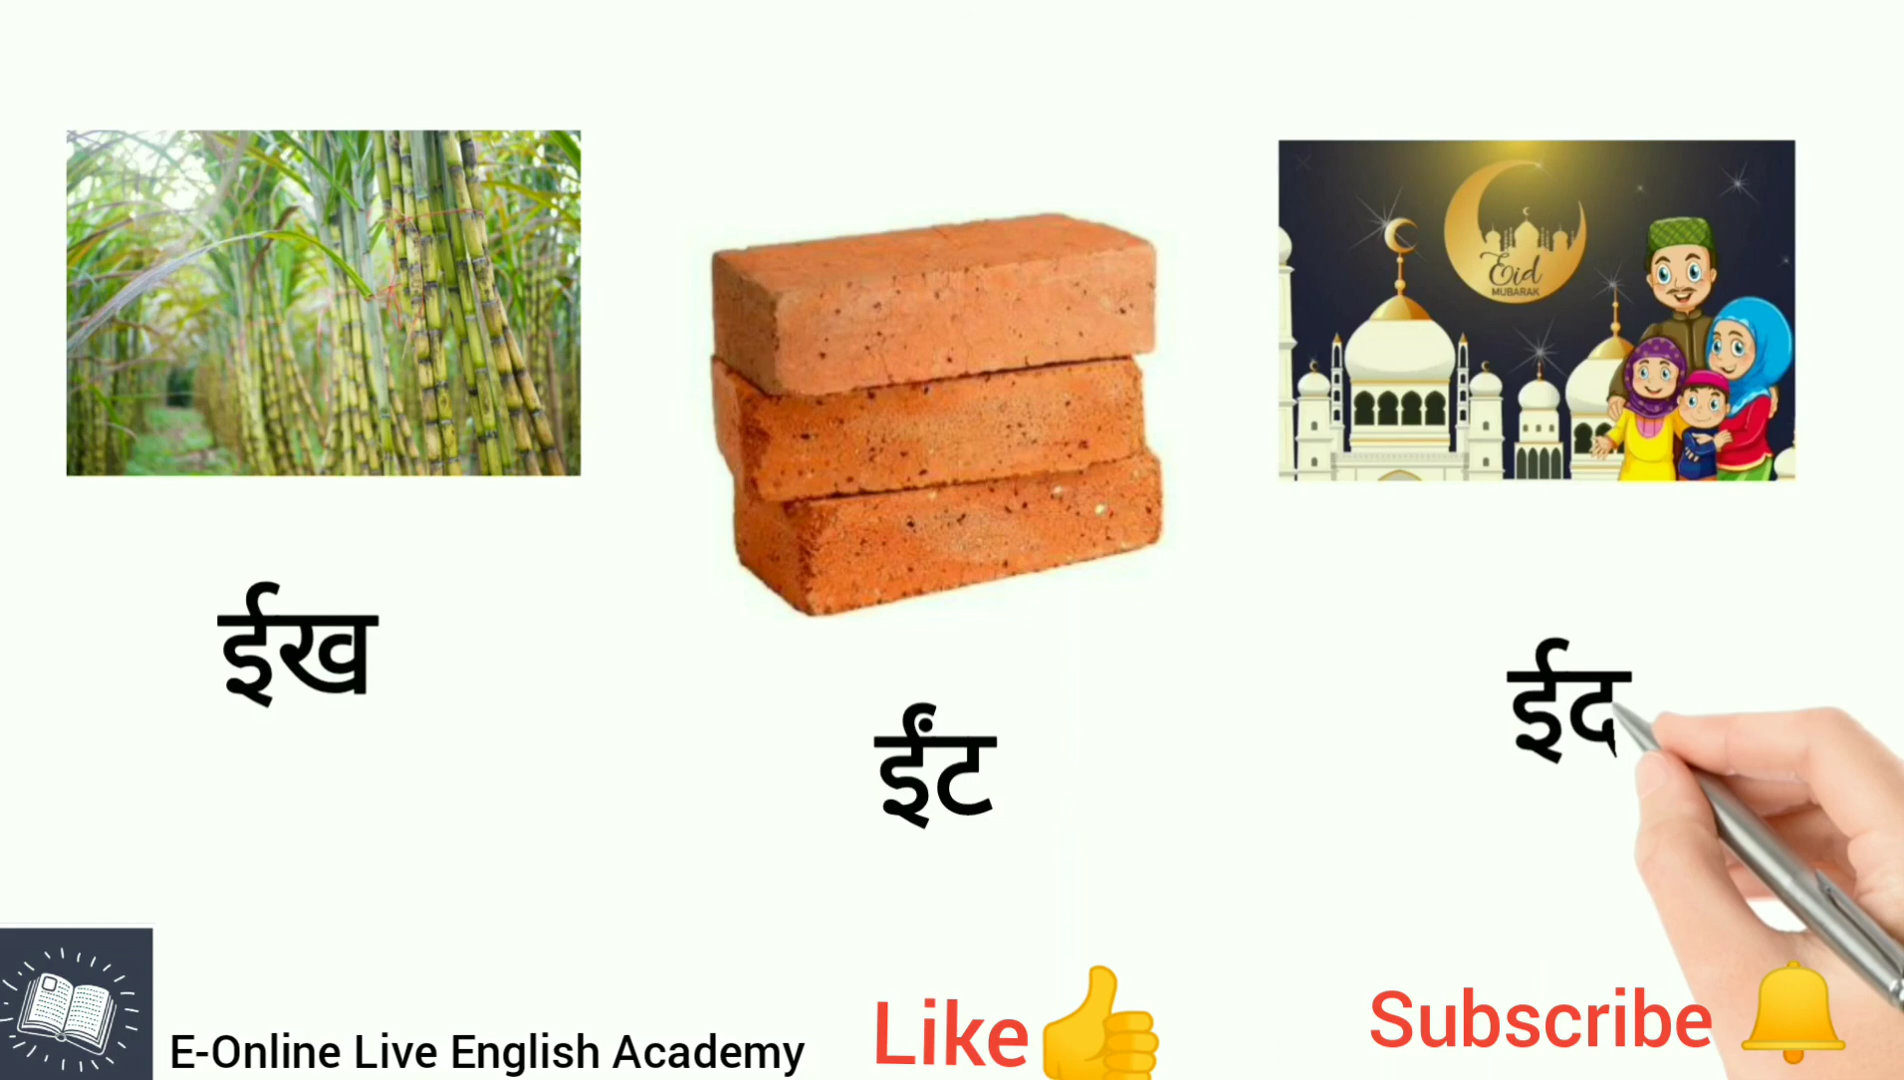 Eid
MUBARAK
ईख
ईंट
ईद
E-Online Live English Academy
Like
Subscribe